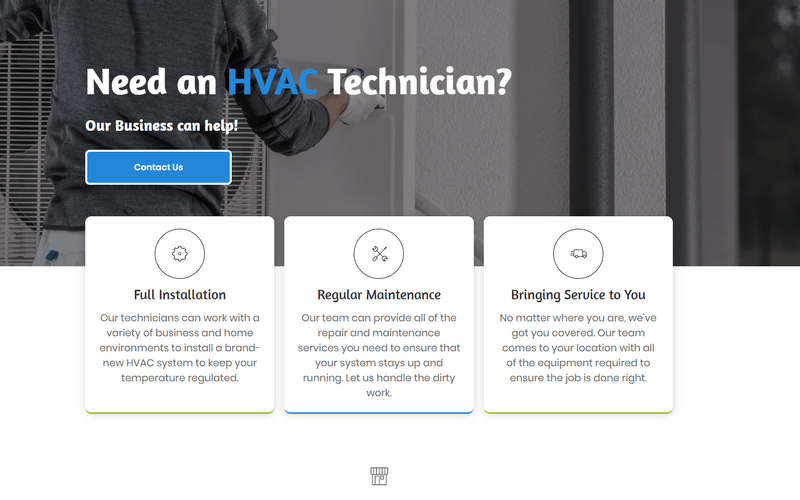 Need an HVAC Technician?
Our Business can help!
Contact Us
Full Installation
Our technicians can work with a
variety of business and home
environments to install a brand-
new HVAC system to keep your
temperature regulated.
Regular Maintenance
Our team can provide all of the
repair and maintenance
services you need to ensure that
your system stays up and
running. Let us handle the dirty
work.
Bringing Service to You
No matter where you are, we've
got you covered. Our team
comes to your location with all
of the equipment required to
ensure the job is done right.